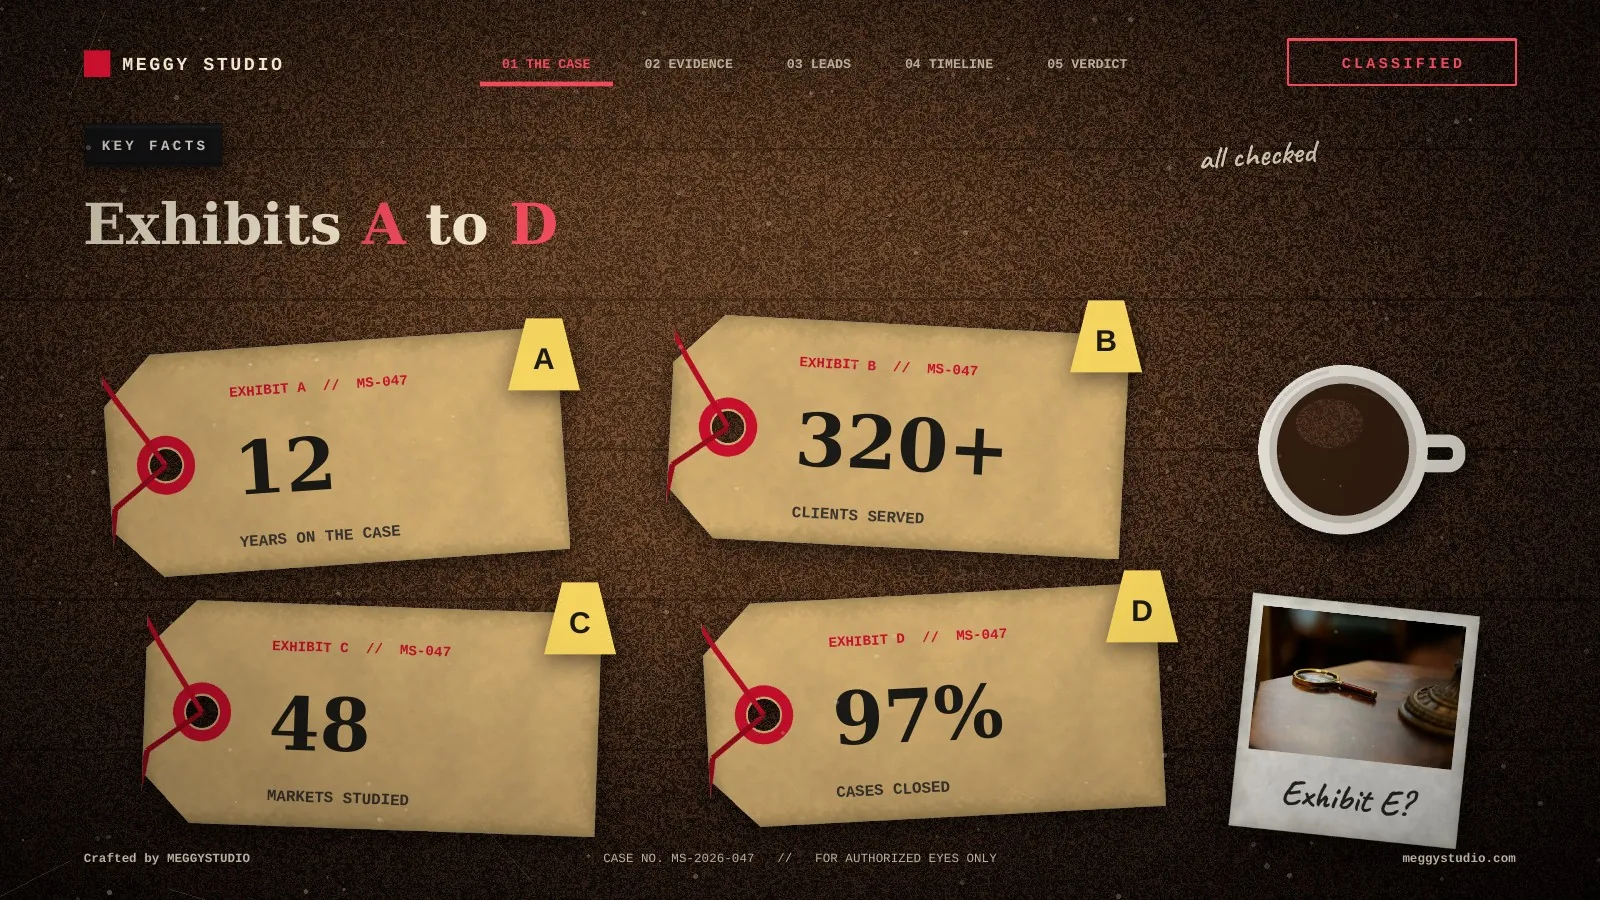 MEGGY STUDIO
01 THE CASE
02 EVIDENCE
03 LEADS
04 TIMELINE
05 VERDICT
CLASSIFIED
KEY FACTS
all checked
Exhibits A to D
A
EXHIBIT A // MS-047
12
YEARS ON THE CASE
B
EXHIBIT B // MS-047
320+
CLIENTS SERVED
C
EXHIBIT C // MS-047
48
MARKETS STUDIED
D
EXHIBIT D // MS-047
97%
CASES CLOSED
Exhibit E?
Crafted by MEGGYSTUDIO
CASE NO. MS-2026-047 // FOR AUTHORIZED EYES ONLY
meggystudio.com